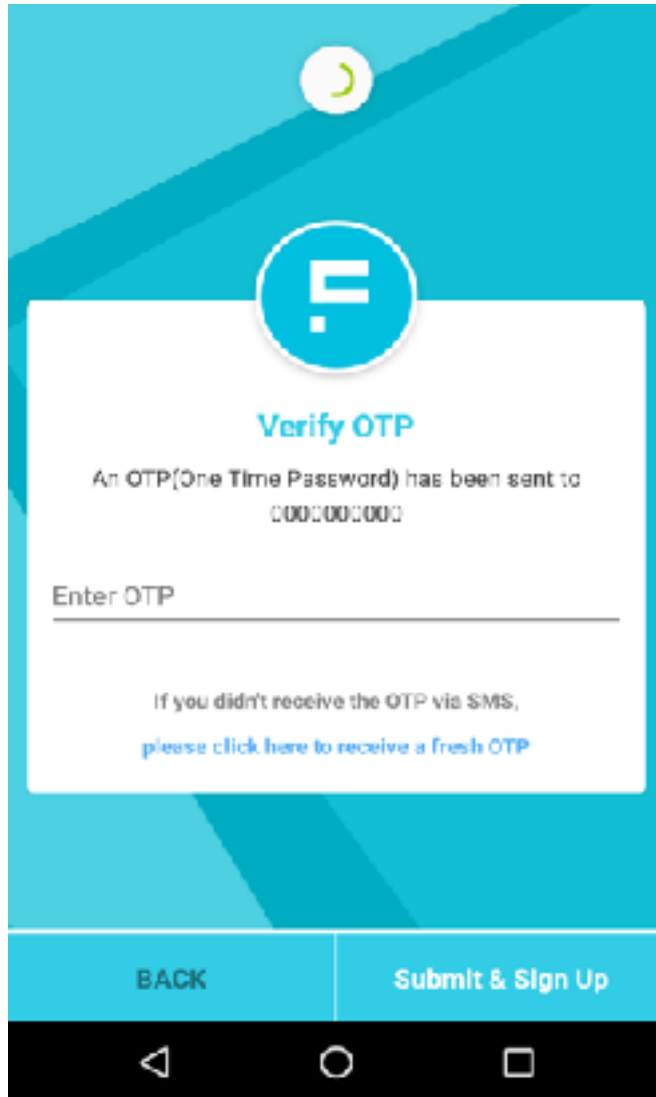 Verify OTP
An OTP(One Time Password) has been sent to
0000000000
Enter OTP
If you didn't receive the OTP via SMS,
please click here to receive a fresh OTP
BACK
Submit & Sign Up